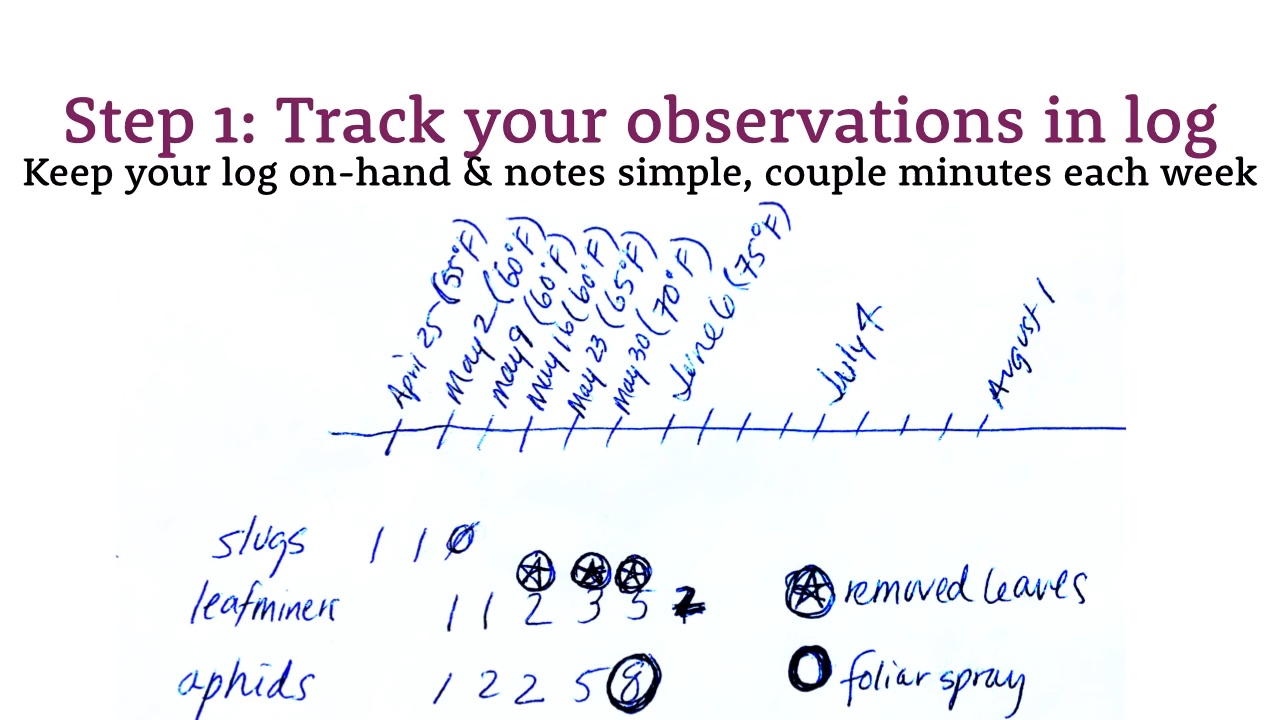 Step 1: Track your observations in log
Keep your log on-hand & notes simple, couple minutes each week
April 25 (55°F)
May 2 (60°F)
May 9 (60°F)
May 16 (60°F)
May 23 (65°F)
May 30 (70°F)
June 6 (75°F)
July 4
August 1
slugs 1 1 0
leafminers 1 1 2 3 5 2
removed leaves
aphids 1 2 2 5 8
foliar spray